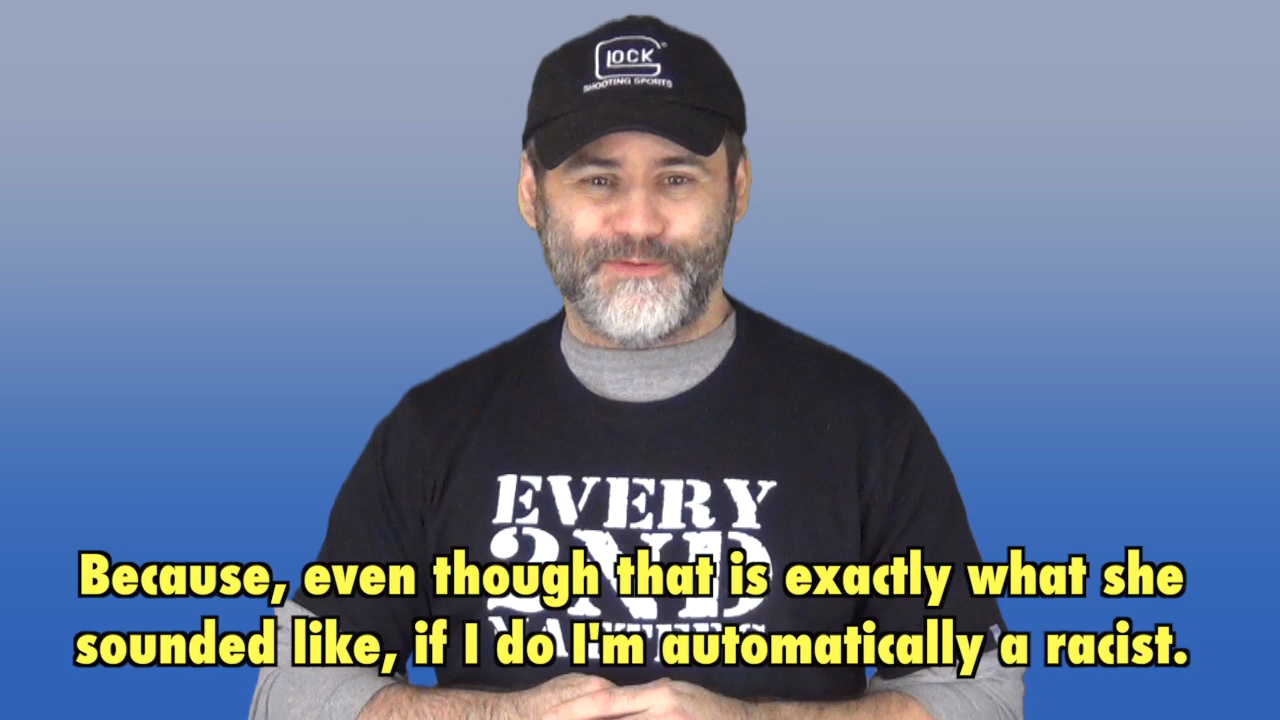 GLOCK
SHOOTING SPORTS
EVERY
2ND
Because, even though that is exactly what she
sounded like, if I do I'm automatically a racist.